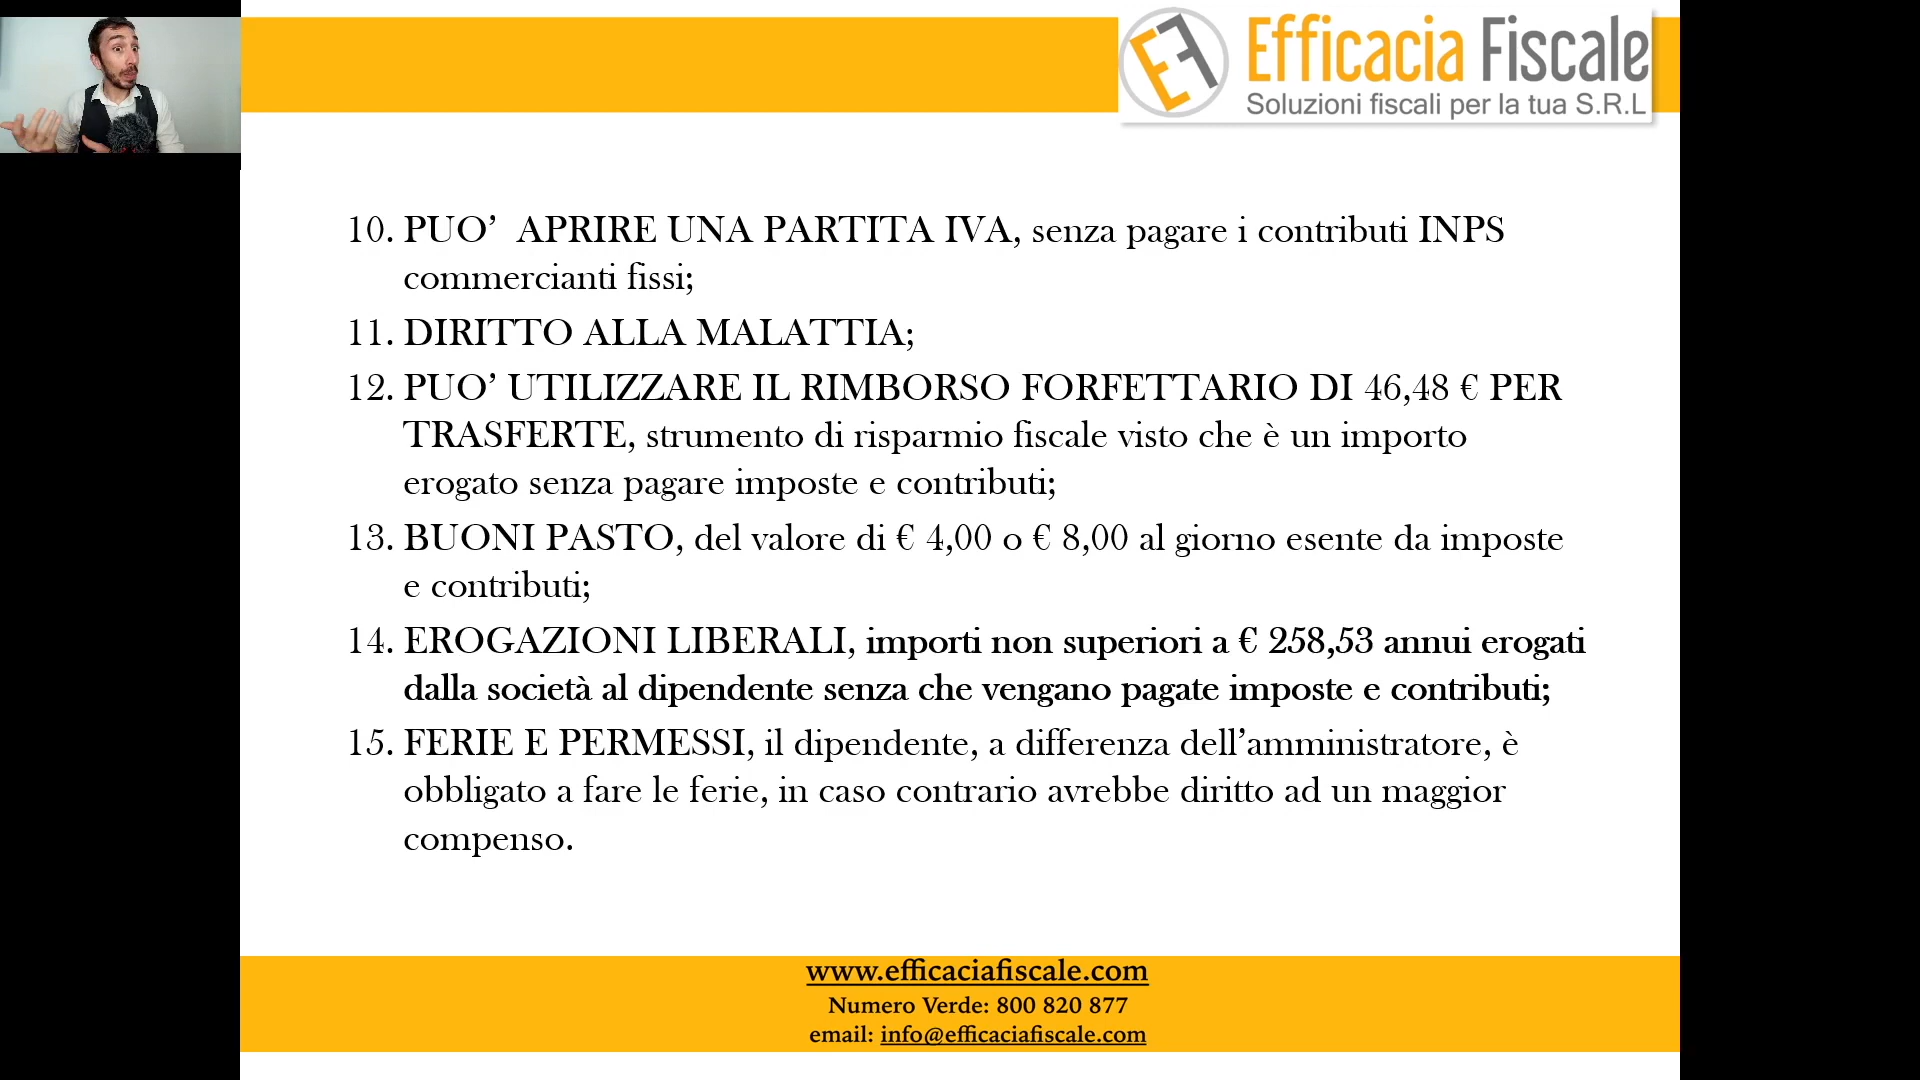 EF
Efficacia Fiscale
Soluzioni fiscali per la tua S.R.L
10. PUO’ APRIRE UNA PARTITA IVA, senza pagare i contributi INPS
commercianti fissi;
11. DIRITTO ALLA MALATTIA;
12. PUO’ UTILIZZARE IL RIMBORSO FORFETTARIO DI 46,48 € PER
TRASFERTE, strumento di risparmio fiscale visto che è un importo
erogato senza pagare imposte e contributi;
13. BUONI PASTO, del valore di € 4,00 o € 8,00 al giorno esente da imposte
e contributi;
14. EROGAZIONI LIBERALI, importi non superiori a € 258,53 annui erogati
dalla società al dipendente senza che vengano pagate imposte e contributi;
15. FERIE E PERMESSI, il dipendente, a differenza dell’amministratore, è
obbligato a fare le ferie, in caso contrario avrebbe diritto ad un maggior
compenso.
www.efficaciafiscale.com
Numero Verde: 800 820 877
email: info@efficaciafiscale.com